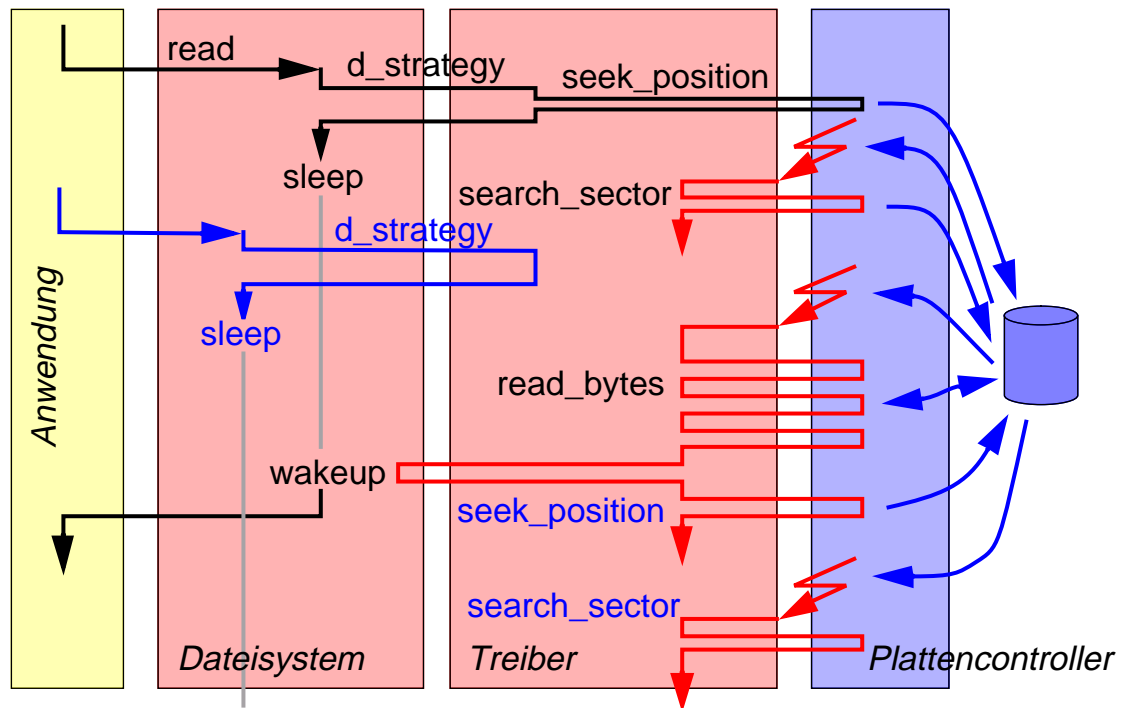 read
d_strategy
seek_position
sleep
search_sector
d_strategy
sleep
Anwendung
read_bytes
wakeup
seek_position
search_sector
Dateisystem
Treiber
Plattencontroller